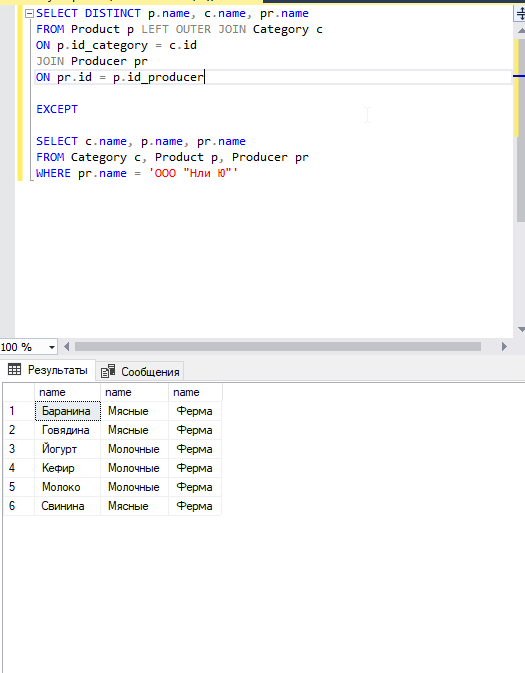 SELECT DISTINCT p.name, c.name, pr.name
FROM Product p LEFT OUTER JOIN Category c
ON p.id_category = c.id
JOIN Producer pr
ON pr.id = p.id_producer
EXCEPT
SELECT c.name, p.name, pr.name
FROM Category c, Product p, Producer pr
WHERE pr.name = 'ООО "Нли Ю"'
100 %
Результаты Сообщения
name name name
1 Баранина Мясные Ферма
2 Говядина Мясные Ферма
3 Йогурт Молочные Ферма
4 Кефир Молочные Ферма
5 Молоко Молочные Ферма
6 Свинина Мясные Ферма